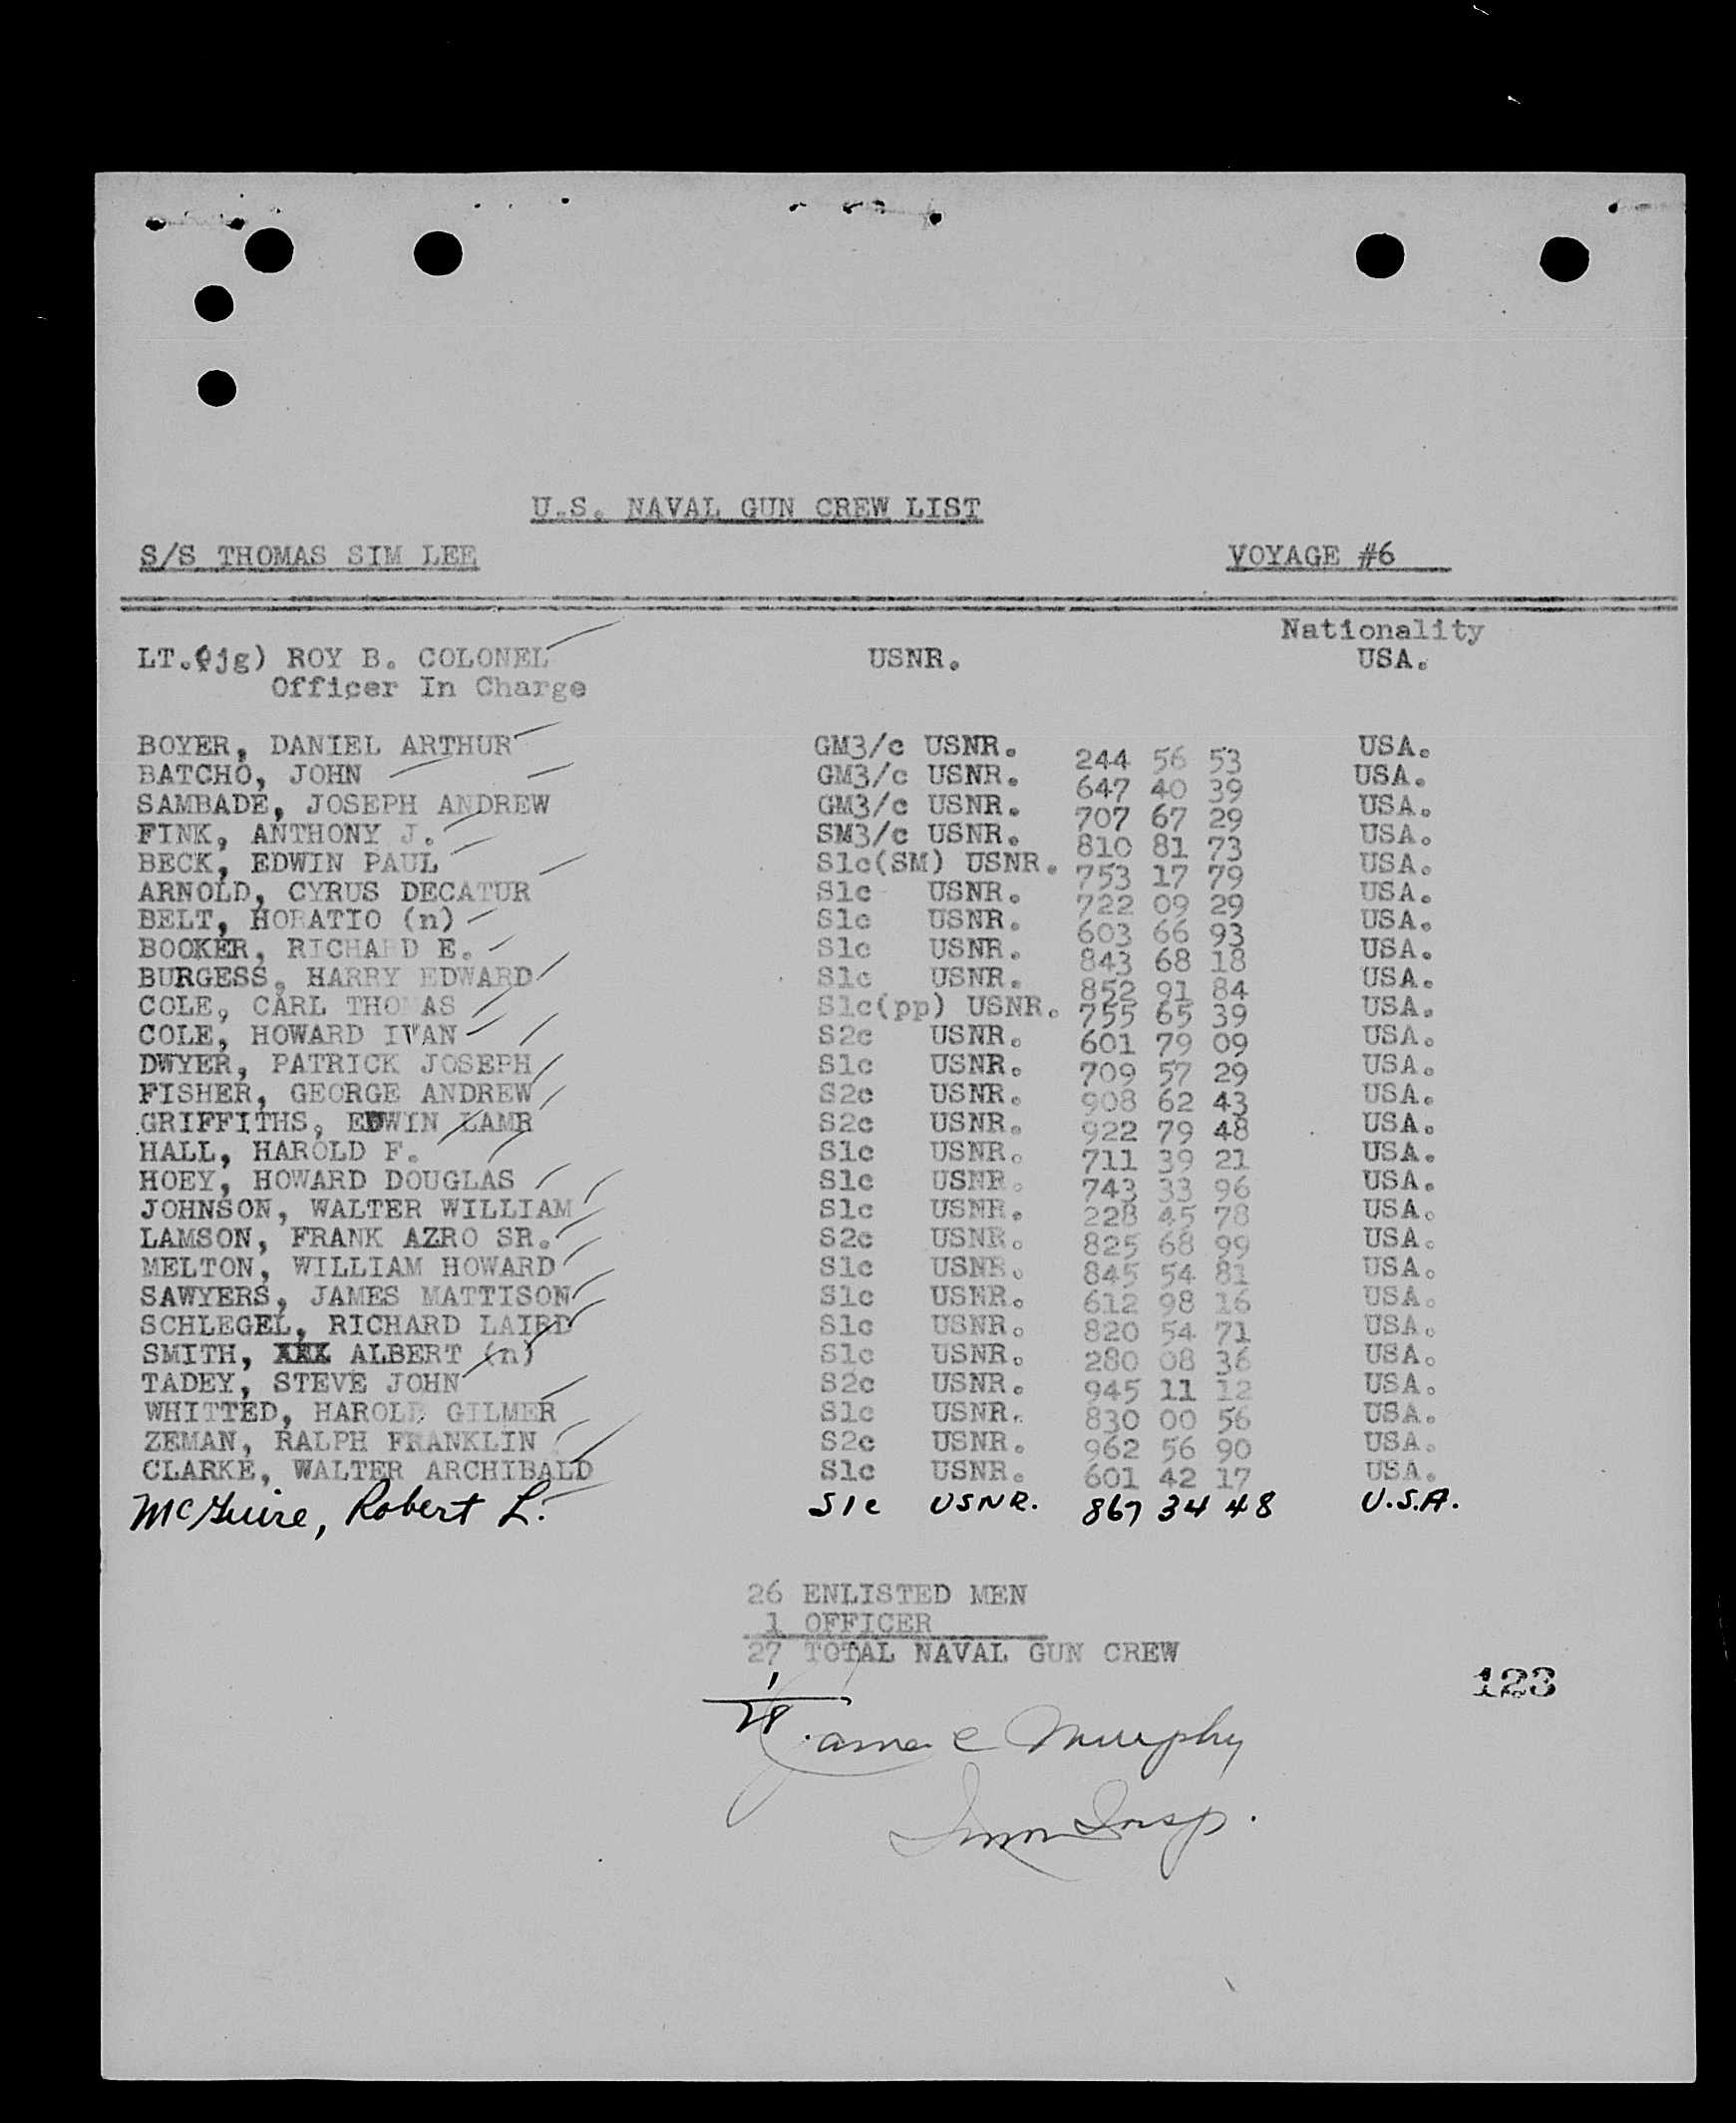 U.S. NAVAL GUN CREW LIST
S/S THOMAS SIM LEE VOYAGE #6
Nationality
LT.(jg) ROY B. COLONEL USNR. USA.
Officer In Charge
BOYER, DANIEL ARTHUR GM3/c USNR. 244 56 53 USA.
BATCHO, JOHN GM3/c USNR. 647 40 39 USA.
SAMBADE, JOSEPH ANDREW GM3/c USNR. 707 67 29 USA.
FINK, ANTHONY J. SM3/c USNR. 810 81 73 USA.
BECK, EDWIN PAUL S1c(SM) USNR. 753 17 79 USA.
ARNOLD, CYRUS DECATUR S1c USNR. 722 09 29 USA.
BELT, HORATIO (n) S1c USNR. 603 66 93 USA.
BOOKER, RICHARD E. S1c USNR. 843 68 18 USA.
BURGESS, HARRY EDWARD S1c USNR. 852 91 84 USA.
COLE, CARL THOMAS S1c(pp) USNR. 755 65 39 USA.
COLE, HOWARD IVAN S2c USNR. 601 79 09 USA.
DWYER, PATRICK JOSEPH S1c USNR. 709 57 29 USA.
FISHER, GEORGE ANDREW S2c USNR. 908 62 43 USA.
GRIFFITHS, EDWIN LAMR S2c USNR. 922 79 48 USA.
HALL, HAROLD F. S1c USNR. 711 39 21 USA.
HOEY, HOWARD DOUGLAS S1c USNR. 743 33 96 USA.
JOHNSON, WALTER WILLIAM S1c USNR. 228 45 78 USA.
LAMSON, FRANK AZRO SR. S2c USNR. 825 68 99 USA.
MELTON, WILLIAM HOWARD S1c USNR. 845 54 81 USA.
SAWYERS, JAMES MATTISON S1c USNR. 612 98 16 USA.
SCHLEGEL, RICHARD LAIRD S1c USNR. 820 54 71 USA.
SMITH, XXX ALBERT (n) S1c USNR. 280 08 36 USA.
TADEY, STEVE JOHN S2c USNR. 945 11 12 USA.
WHITTED, HAROLD GILMER S1c USNR. 830 00 56 USA.
ZEMAN, RALPH FRANKLIN S2c USNR. 962 56 90 USA.
CLARKE, WALTER ARCHIBALD S1c USNR. 601 42 17 USA.
McGuire, Robert L. S1c USNR. 867 34 48 U.S.A.
26 ENLISTED MEN
1 OFFICER
27 TOTAL NAVAL GUN CREW
1
123
28
James C Murphy
Imm Insp.